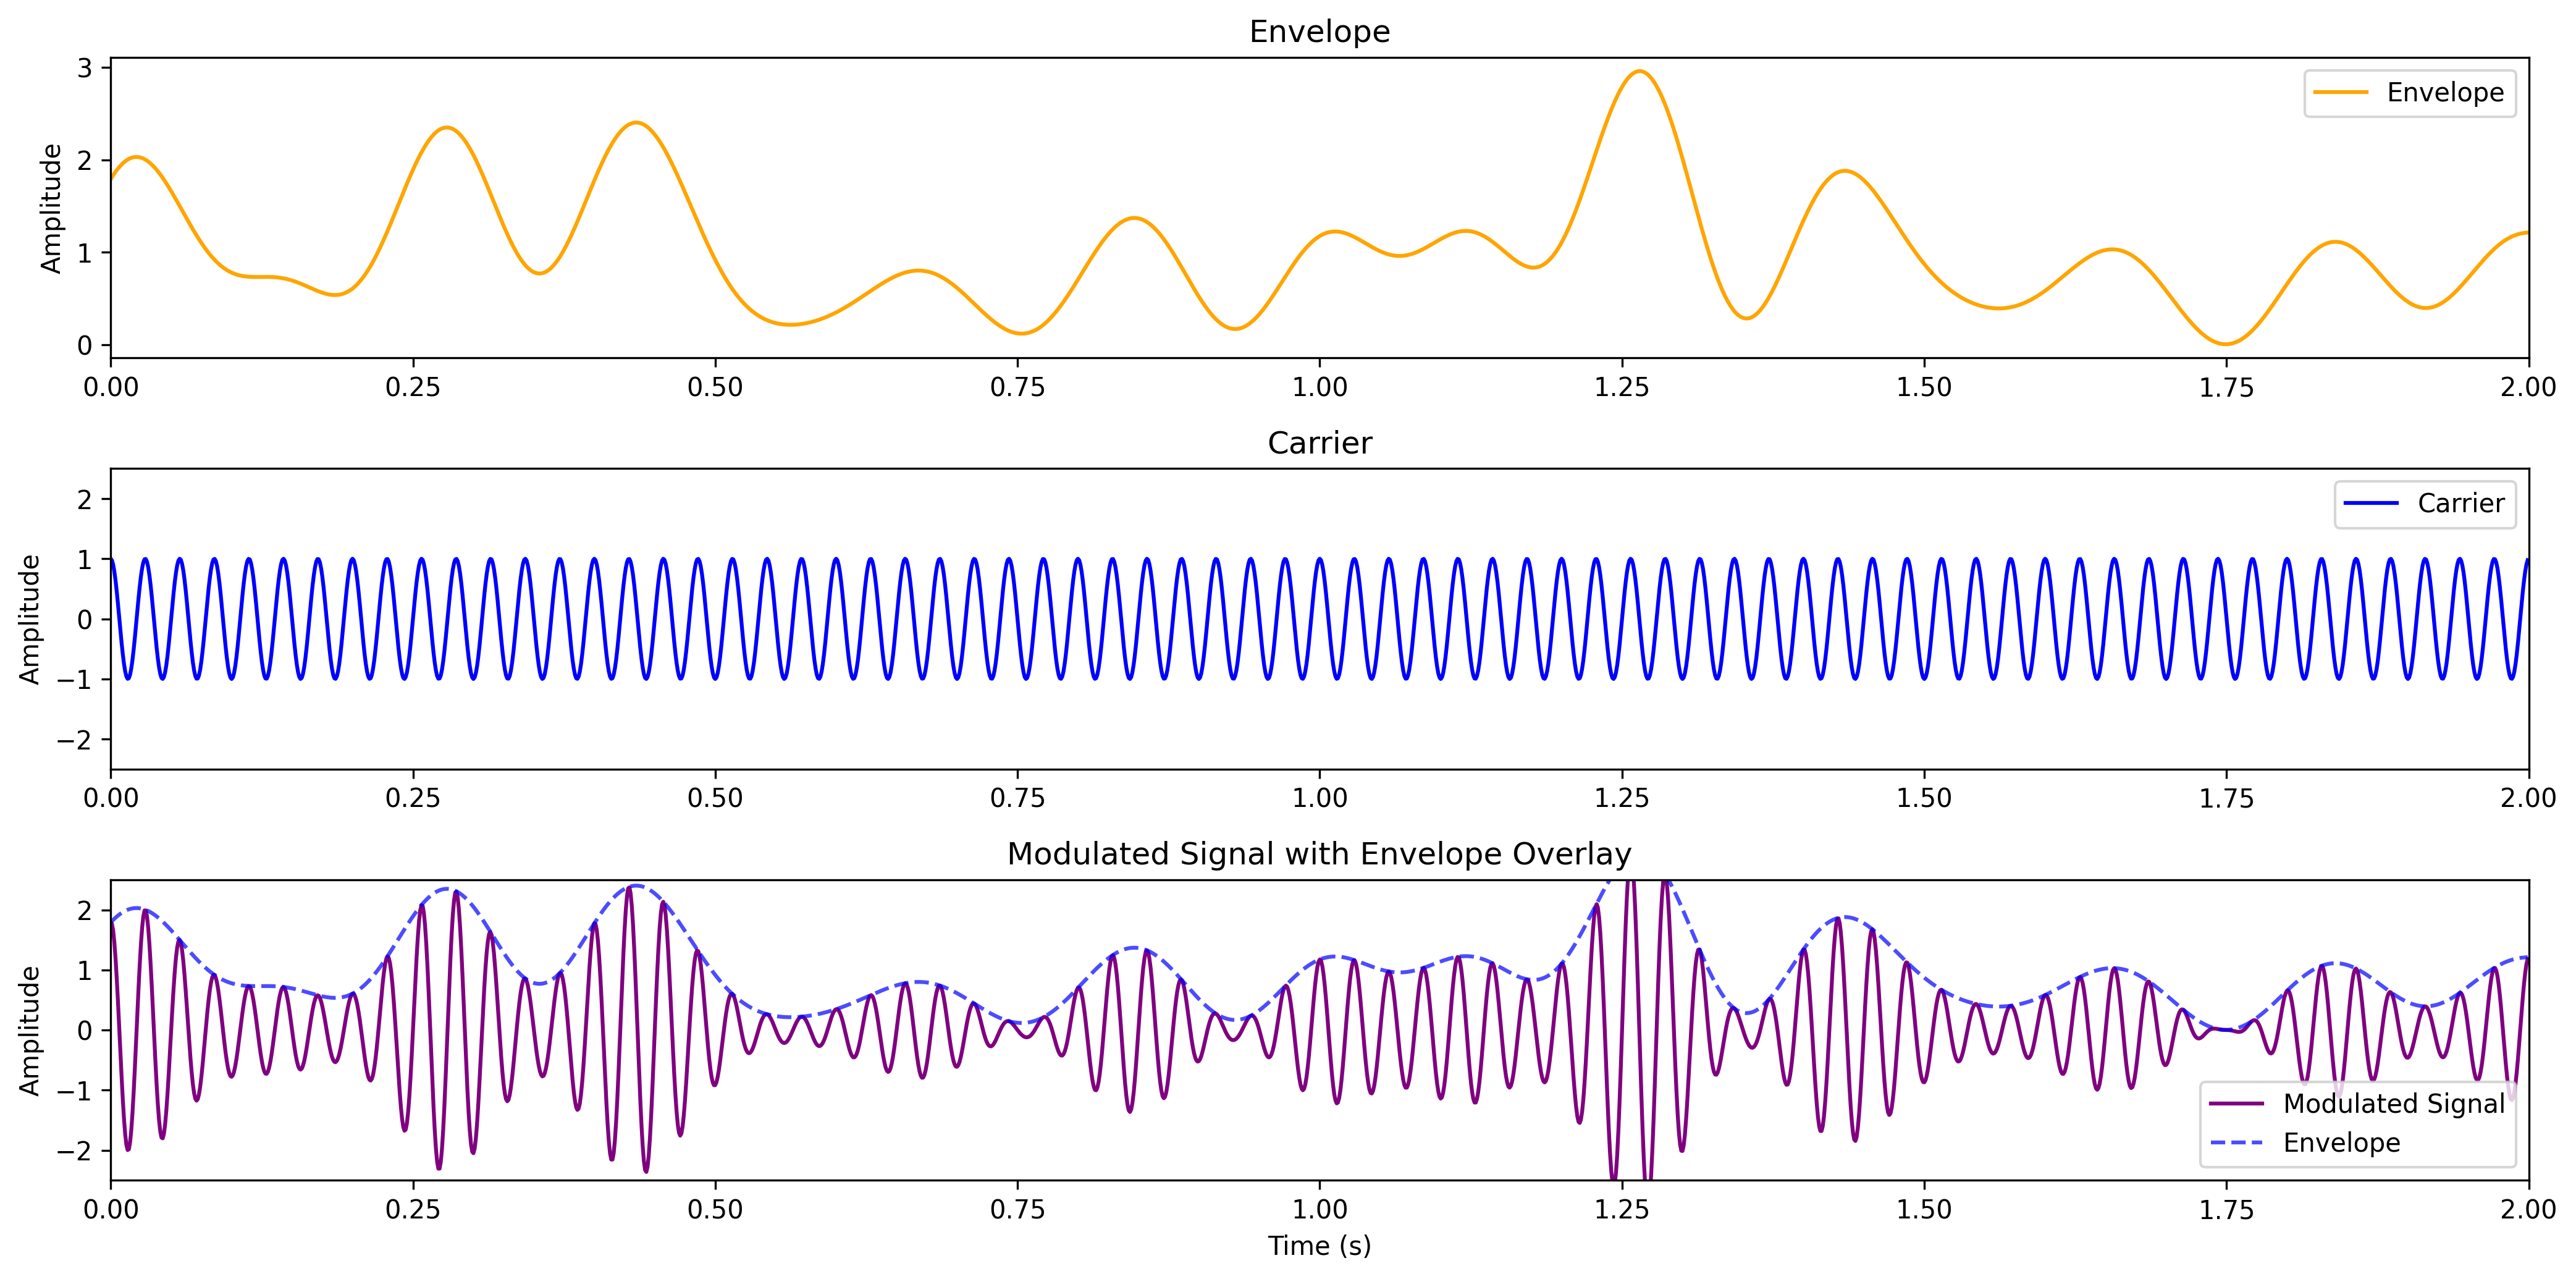 Envelope
Amplitude
3
2
1
0
Envelope
0.00 0.25 0.50 0.75 1.00 1.25 1.50 1.75 2.00
Carrier
Amplitude
2
1
0
−1
−2
Carrier
0.00 0.25 0.50 0.75 1.00 1.25 1.50 1.75 2.00
Modulated Signal with Envelope Overlay
Amplitude
2
1
0
−1
−2
Modulated Signal
Envelope
0.00 0.25 0.50 0.75 1.00 1.25 1.50 1.75 2.00
Time (s)